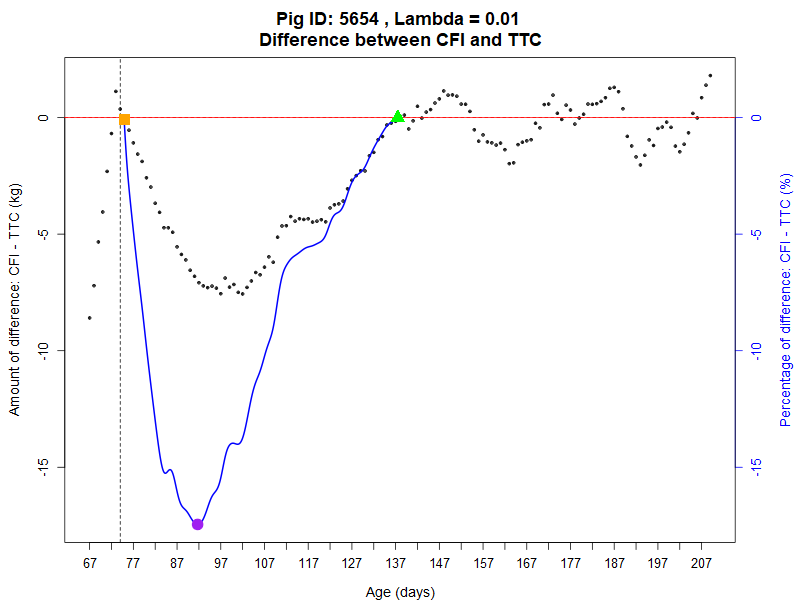 Pig ID: 5654 , Lambda = 0.01
Difference between CFI and TTC
Amount of difference: CFI - TTC (kg)
0
-5
-10
-15
0
-5
-10
-15
Percentage of difference: CFI - TTC (%)
67 77 87 97 107 117 127 137 147 157 167 177 187 197 207
Age (days)